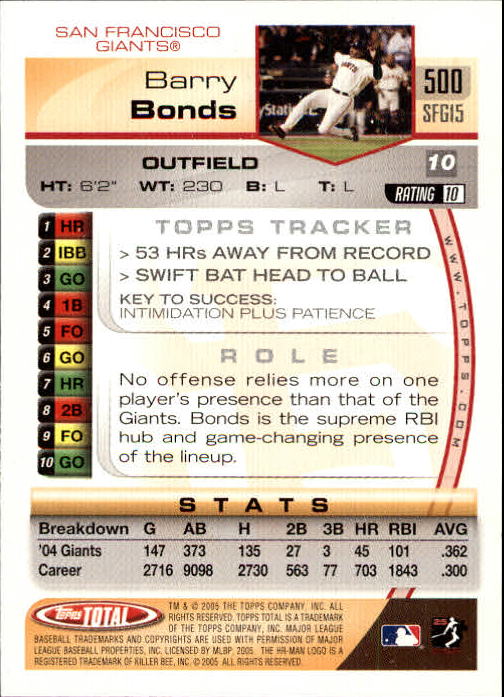 SAN FRANCISCO
GIANTS®
Barry
Bonds
500
SFG15
OUTFIELD
10
HT: 6'2" WT: 230 B: L T: L
RATING 10
1 HR
2 IBB
3 GO
4 1B
5 FO
6 GO
7 HR
8 2B
9 FO
10 GO
TOPPS TRACKER
> 53 HRs AWAY FROM RECORD
> SWIFT BAT HEAD TO BALL
KEY TO SUCCESS:
INTIMIDATION PLUS PATIENCE
WWW.TOPPS.COM
ROLE
No offense relies more on one
player's presence than that of the
Giants. Bonds is the supreme RBI
hub and game-changing presence
of the lineup.
STATS
Breakdown G AB H 2B 3B HR RBI AVG
'04 Giants 147 373 135 27 3 45 101 .362
Career 2716 9098 2730 563 77 703 1843 .300
Topps TOTAL
TM & © 2005 THE TOPPS COMPANY, INC. ALL
RIGHTS RESERVED. TOPPS TOTAL IS A TRADEMARK
OF THE TOPPS COMPANY, INC. MAJOR LEAGUE
BASEBALL TRADEMARKS AND COPYRIGHTS ARE USED WITH PERMISSION OF MAJOR
LEAGUE BASEBALL PROPERTIES, INC. LICENSED BY MLBP, 2005. THE HR-MAN LOGO IS A
REGISTERED TRADEMARK OF KILLER BEE, INC. © 2005 ALL RIGHTS RESERVED.